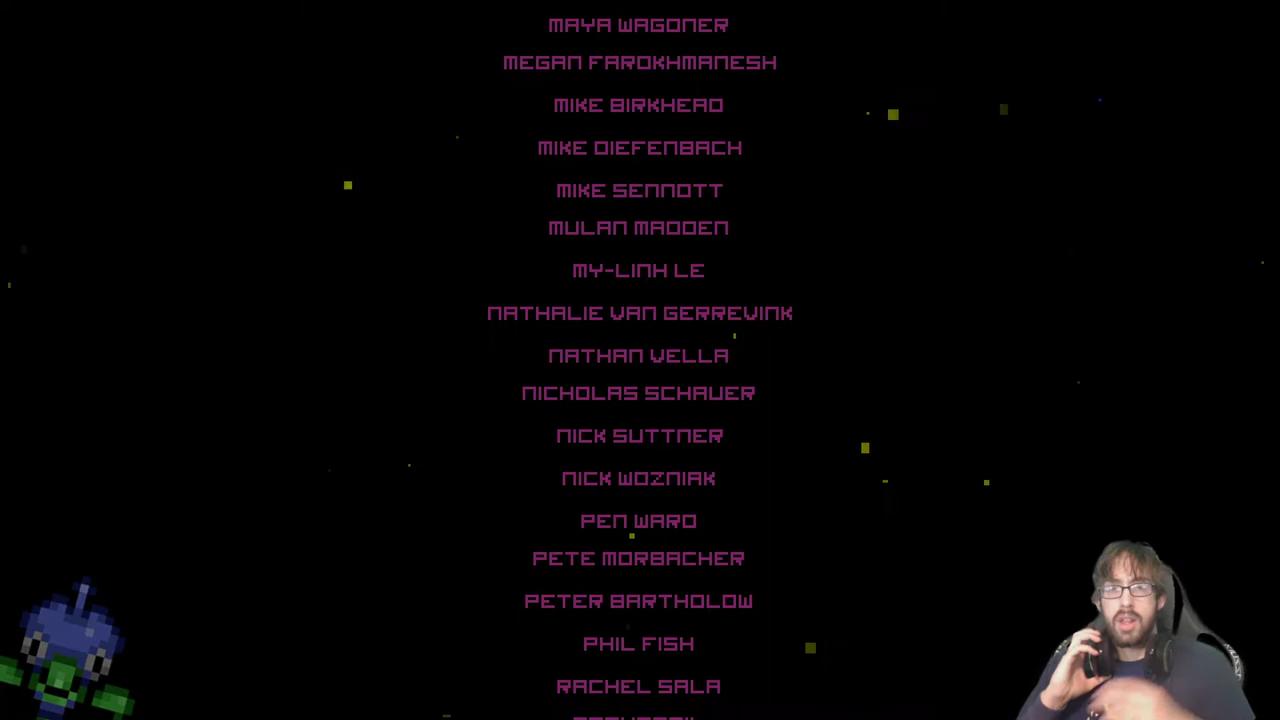 MAYA WAGONER
MEGAN FAROKHMANESH
MIKE BIRKHEAD
MIKE DIEFENBACH
MIKE SENNOTT
MULAN MADDEN
MY-LINH LE
NATHALIE VAN GERREVINK
NATHAN VELLA
NICHOLAS SCHAUER
NICK SUTTNER
NICK WOZNIAK
PEN WARD
PETE MORBACHER
PETER BARTHOLOW
PHIL FISH
RACHEL SALA